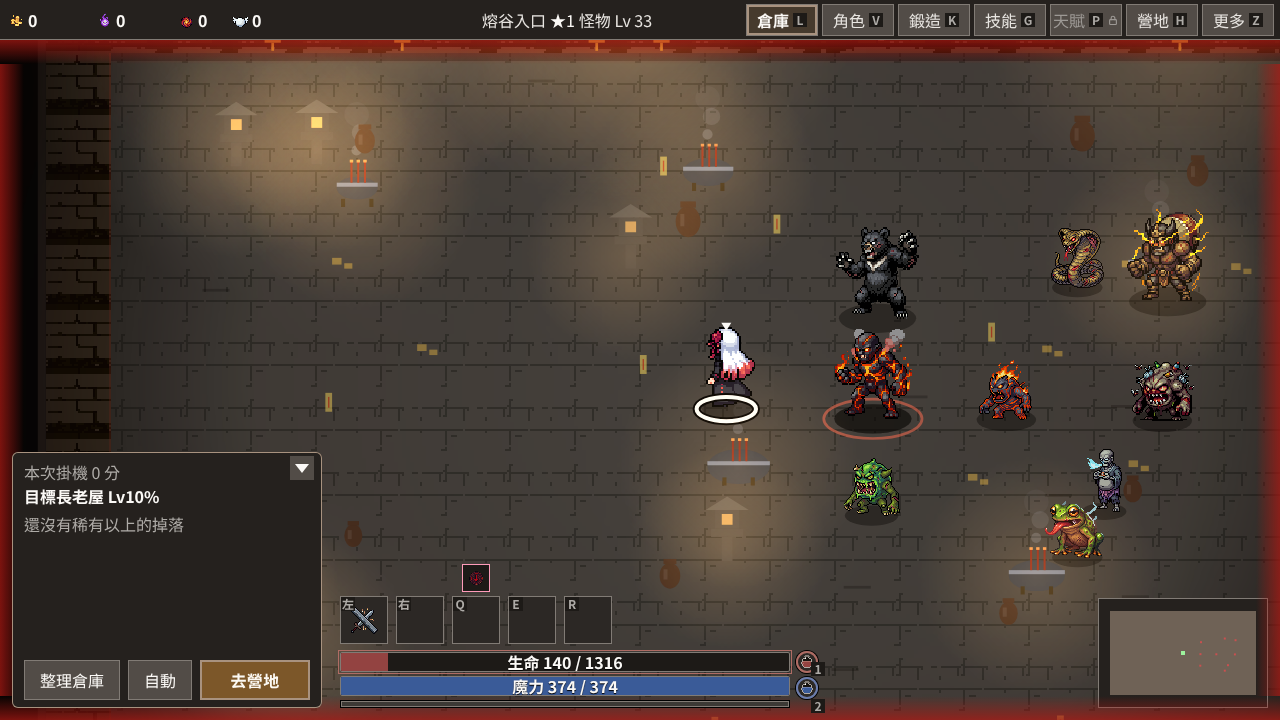 0
0
0
0
熔谷入口 ★1 怪物 Lv 33
倉庫 L
角色 V
鍛造 K
技能 G
天賦 P
營地 H
更多 Z
本次掛機 0 分
目標長老屋 Lv10%
還沒有稀有以上的掉落
整理倉庫
自動
去營地
左
右
Q
E
R
生命 140 / 1316
1
魔力 374 / 374
2